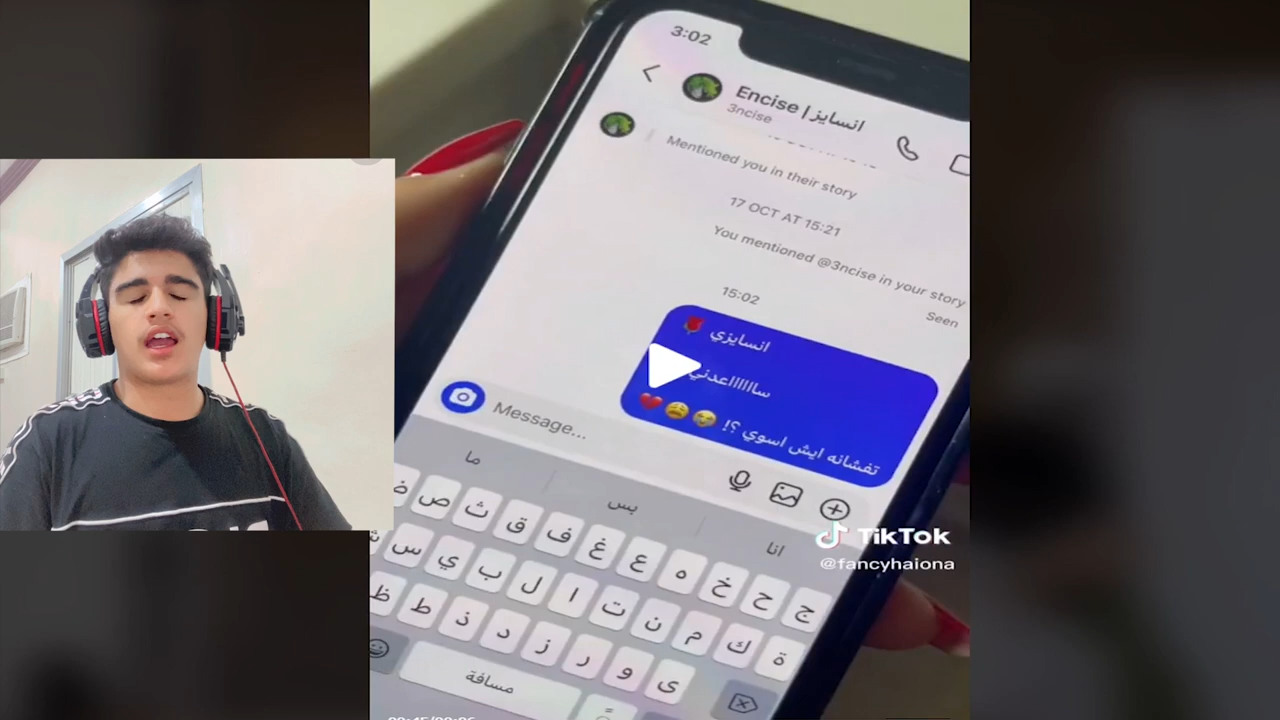 3:02
Encise | انسايز
3ncise
Mentioned you in their story
17 OCT AT 15:21
You mentioned @3ncise in your story
Seen
15:02
انسايزي 🌹
سااااااعدني
تفشانه ايش اسوي ؟! 😪😩❤️
Message...
ما بس انا
ض ص ث ق ف غ ع ه خ ح ج
س ي ب ل ا ت ن م ك ة
ظ ط ذ د ز ر و ى
مسافة
TikTok
@fancyhaiona